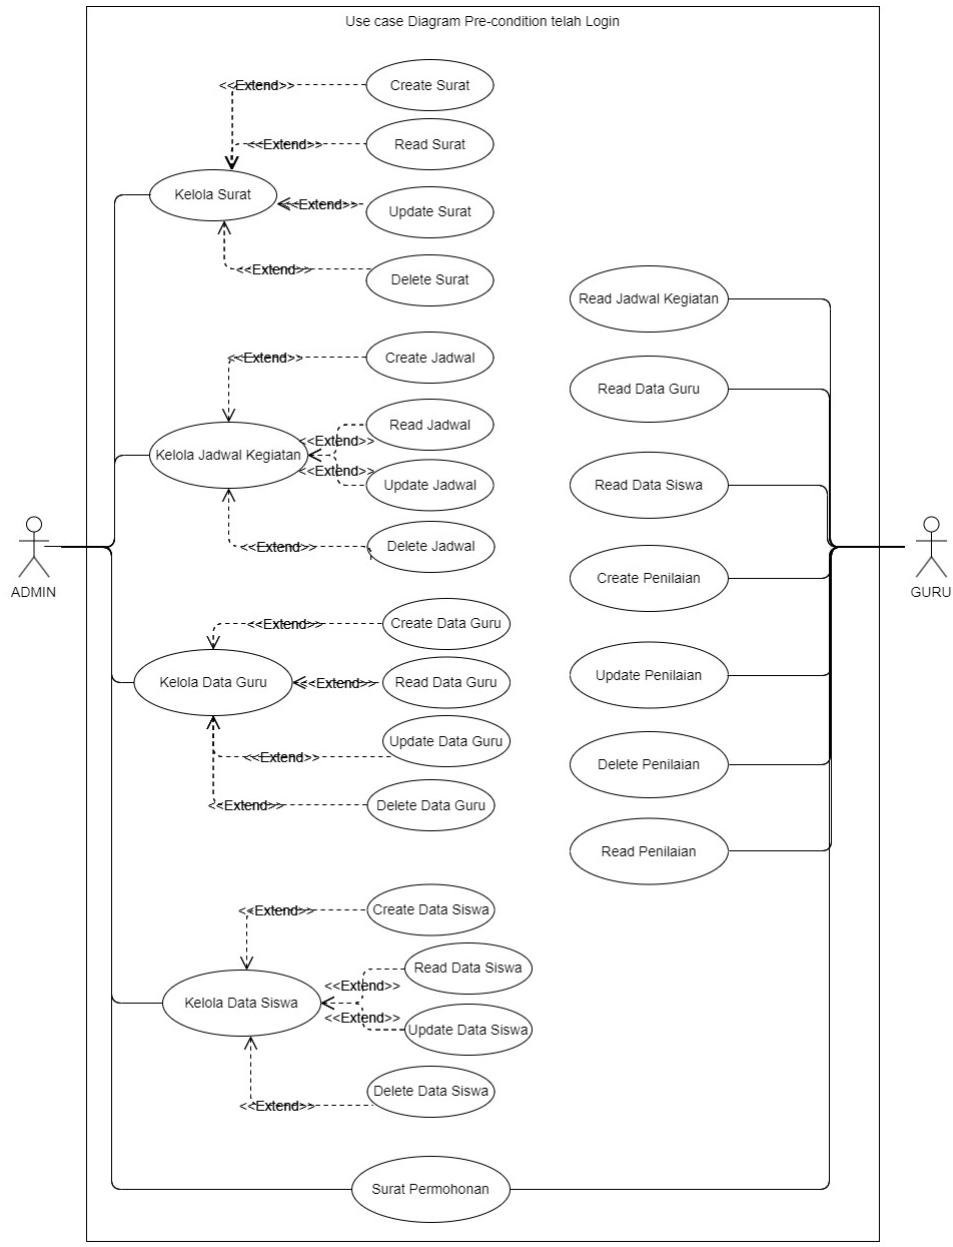 Use case Diagram Pre-condition telah Login
<<Extend>>
Create Surat
<<Extend>>
Read Surat
Kelola Surat
<<Extend>>
Update Surat
<<Extend>>
Delete Surat
Read Jadwal Kegiatan
<<Extend>>
Create Jadwal
Read Data Guru
Read Jadwal
<<Extend>>
Kelola Jadwal Kegiatan
<<Extend>>
Update Jadwal
Read Data Siswa
<<Extend>>
Delete Jadwal
ADMIN
Create Penilaian
GURU
<<Extend>>
Create Data Guru
Kelola Data Guru
<<Extend>>
Read Data Guru
Update Penilaian
Update Data Guru
<<Extend>>
Delete Penilaian
<<Extend>>
Delete Data Guru
Read Penilaian
<<Extend>>
Create Data Siswa
Read Data Siswa
<<Extend>>
Kelola Data Siswa
<<Extend>>
Update Data Siswa
Delete Data Siswa
<<Extend>>
Surat Permohonan